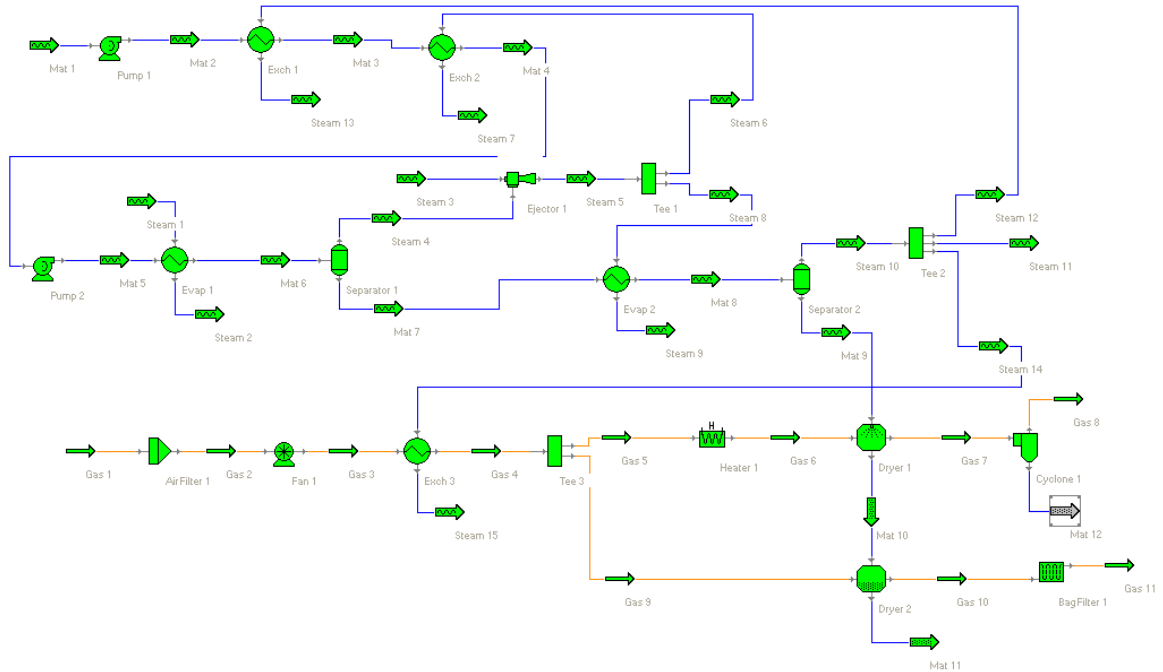 Mat 1
Pump 1
Mat 2
Exch 1
Mat 3
Exch 2
Mat 4
Steam 13
Steam 7
Steam 6
Steam 3
Ejector 1
Steam 5
Tee 1
Steam 8
Steam 12
Steam 1
Steam 4
Steam 10
Tee 2
Steam 11
Pump 2
Mat 5
Evap 1
Mat 6
Separator 1
Mat 7
Evap 2
Mat 8
Separator 2
Steam 2
Steam 9
Mat 9
Steam 14
Gas 1
AirFilter 1
Gas 2
Fan 1
Gas 3
Exch 3
Gas 4
Tee 3
Gas 5
H
Heater 1
Gas 6
Dryer 1
Gas 7
Cyclone 1
Gas 8
Steam 15
Mat 10
Mat 12
Gas 9
Dryer 2
Gas 10
BagFilter 1
Gas 11
Mat 11